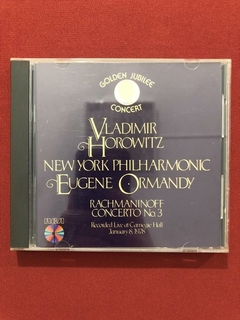 GOLDEN JUBILEE
CONCERT
VLADIMIR
HOROWITZ
NEW YORK PHILHARMONIC
EUGENE ORMANDY
RACHMANINOFF
CONCERTO No. 3
Recorded Live at Carnegie Hall
January 8, 1978
RCA